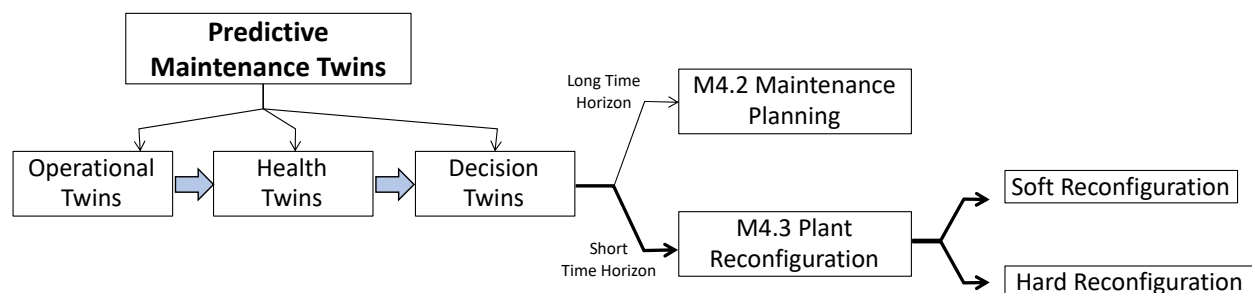 Predictive
Maintenance Twins
Long Time
Horizon
M4.2 Maintenance
Planning
Operational
Twins
Health
Twins
Decision
Twins
Soft Reconfiguration
Short
Time Horizon
M4.3 Plant
Reconfiguration
Hard Reconfiguration